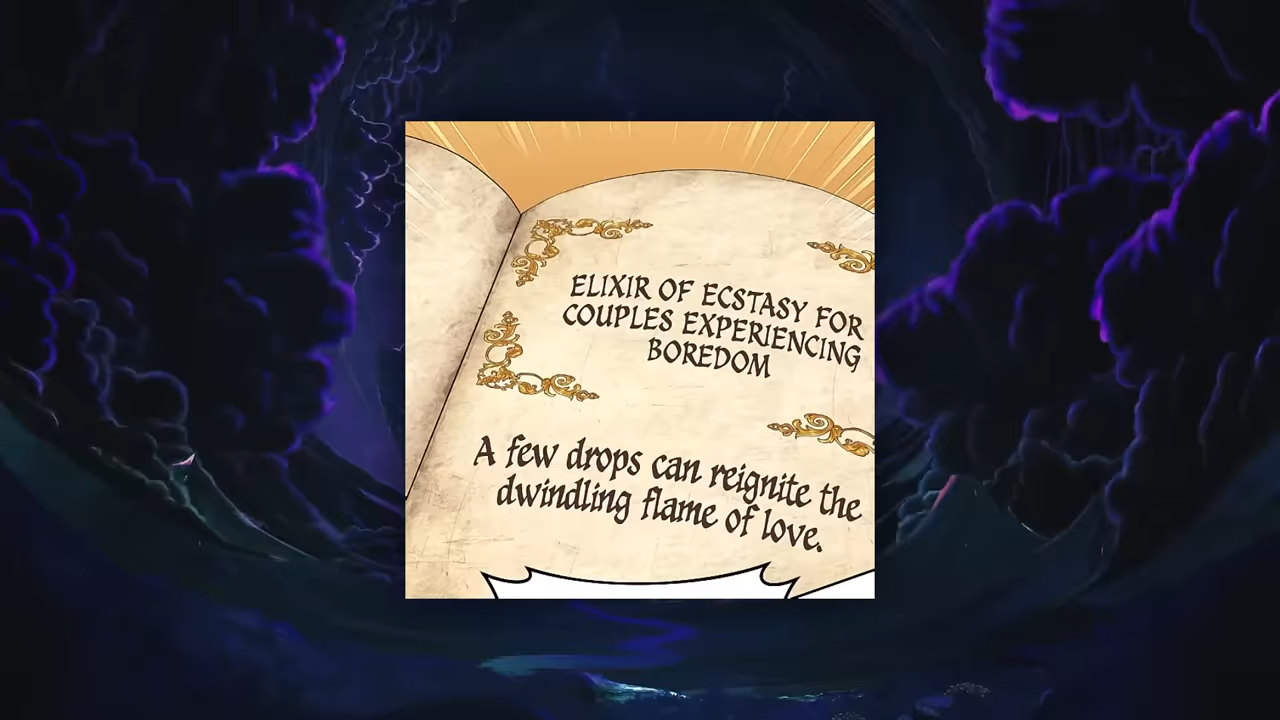 ELIXIR OF ECSTASY FOR
COUPLES EXPERIENCING
BOREDOM
A few drops can reignite the
dwindling flame of love.